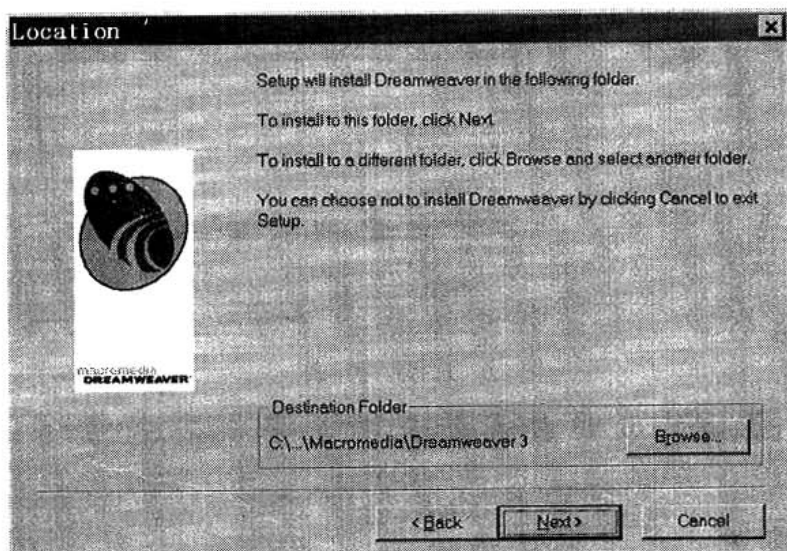 Location
Setup will install Dreamweaver in the following folder.
To install to this folder, click Next.
To install to a different folder, click Browse and select another folder.
You can choose not to install Dreamweaver by clicking Cancel to exit
Setup.
macromedia
DREAMWEAVER
Destination Folder
C:\...\Macromedia\Dreamweaver 3
Browse...
< Back
Next >
Cancel